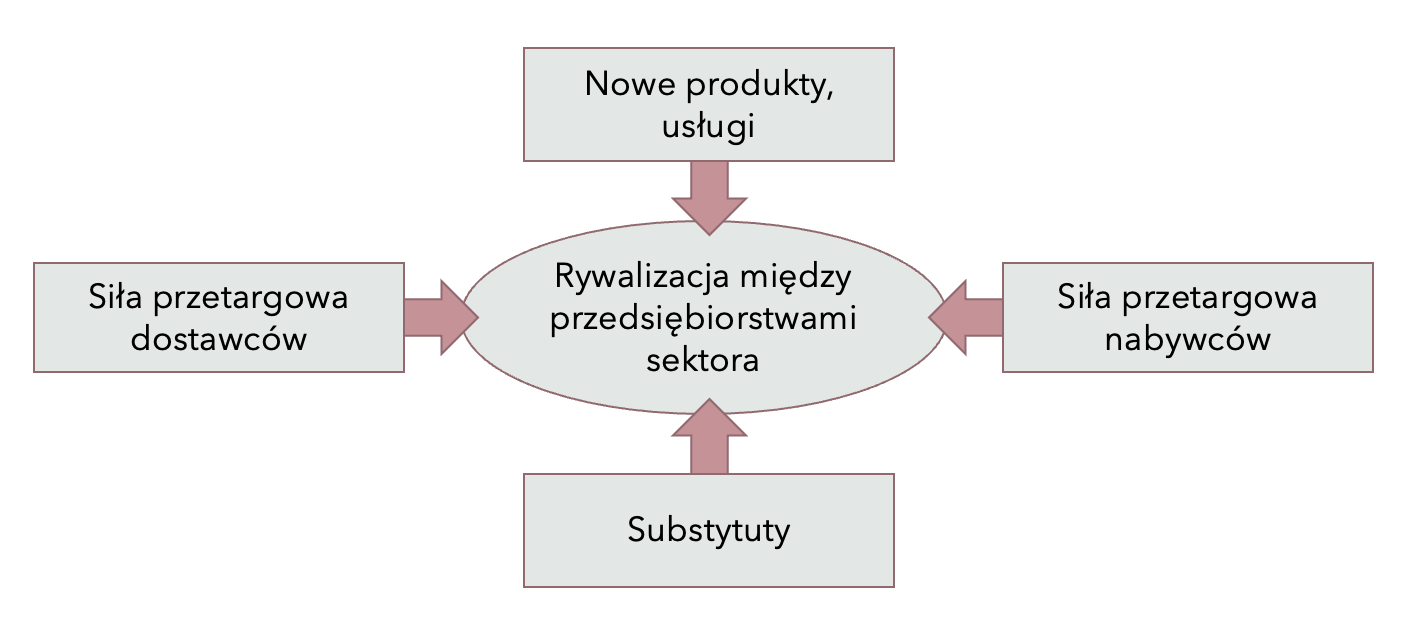 Nowe produkty,
usługi
Siła przetargowa
dostawców
Rywalizacja między
przedsiębiorstwami
sektora
Siła przetargowa
nabywców
Substytuty